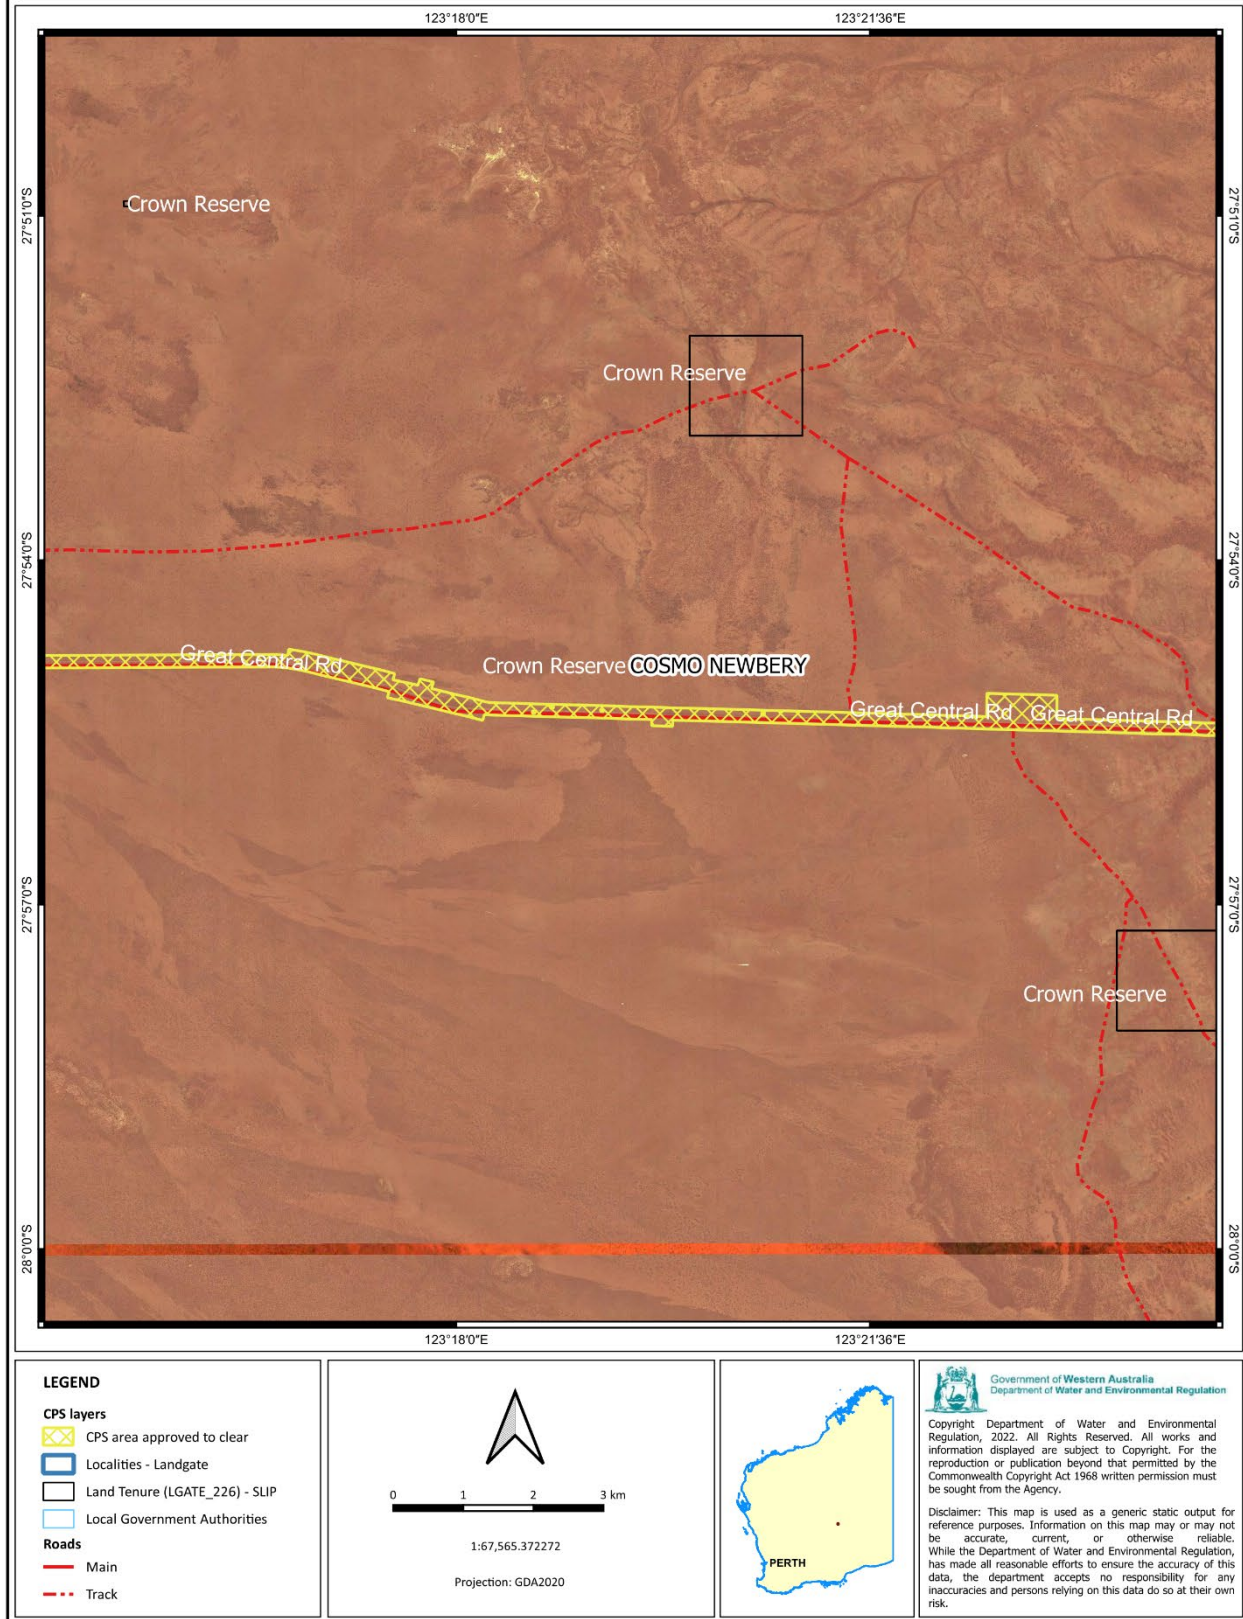 123°18'0"E 123°21'36"E
Crown Reserve
27°51'0"S 27°51'0"S
Crown Reserve
27°54'0"S 27°54'0"S
Great Central Rd
Crown Reserve COSMO NEWBERY
Great Central Rd Great Central Rd
27°57'0"S 27°57'0"S
Crown Reserve
28°0'0"S 28°0'0"S
123°18'0"E 123°21'36"E
LEGEND
CPS layers
CPS area approved to clear
Localities - Landgate
Land Tenure (LGATE_226) - SLIP
Local Government Authorities
Roads
Main
Track
0 1 2 3 km
1:67,565.372272
Projection: GDA2020
PERTH
Government of Western Australia
Department of Water and Environmental Regulation
Copyright Department of Water and Environmental
Regulation, 2022. All Rights Reserved. All works and
information displayed are subject to Copyright. For the
reproduction or publication beyond that permitted by the
Commonwealth Copyright Act 1968 written permission must
be sought from the Agency.
Disclaimer: This map is used as a generic static output for
reference purposes. Information on this map may or may not
be accurate, current, or otherwise reliable.
While the Department of Water and Environmental Regulation,
has made all reasonable efforts to ensure the accuracy of this
data, the department accepts no responsibility for any
inaccuracies and persons relying on this data do so at their own
risk.